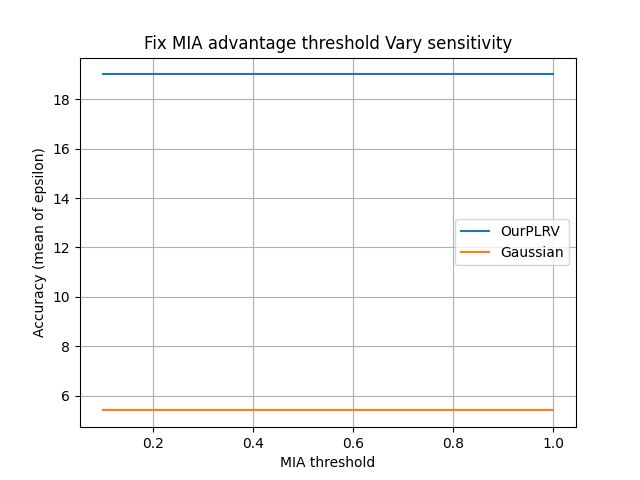 Fix MIA advantage threshold Vary sensitivity
Accuracy (mean of epsilon)
18
16
14
12
10
8
6
OurPLRV
Gaussian
0.2 0.4 0.6 0.8 1.0
MIA threshold